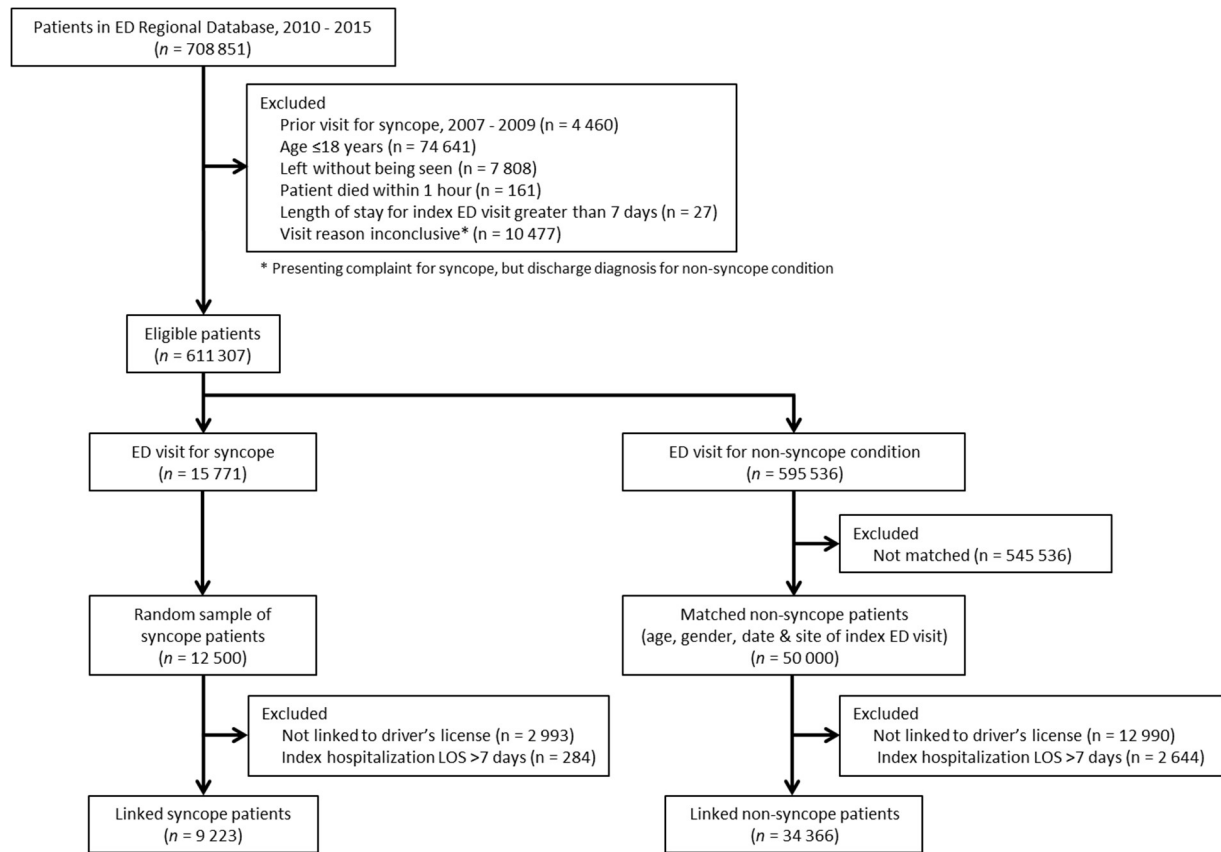 Patients in ED Regional Database, 2010 - 2015
(n = 708 851)
Excluded
Prior visit for syncope, 2007 - 2009 (n = 4 460)
Age ≤18 years (n = 74 641)
Left without being seen (n = 7 808)
Patient died within 1 hour (n = 161)
Length of stay for index ED visit greater than 7 days (n = 27)
Visit reason inconclusive* (n = 10 477)
* Presenting complaint for syncope, but discharge diagnosis for non-syncope condition
Eligible patients
(n = 611 307)
ED visit for syncope
(n = 15 771)
ED visit for non-syncope condition
(n = 595 536)
Excluded
Not matched (n = 545 536)
Random sample of
syncope patients
(n = 12 500)
Matched non-syncope patients
(age, gender, date & site of index ED visit)
(n = 50 000)
Excluded
Not linked to driver's license (n = 2 993)
Index hospitalization LOS >7 days (n = 284)
Excluded
Not linked to driver's license (n = 12 990)
Index hospitalization LOS >7 days (n = 2 644)
Linked syncope patients
(n = 9 223)
Linked non-syncope patients
(n = 34 366)